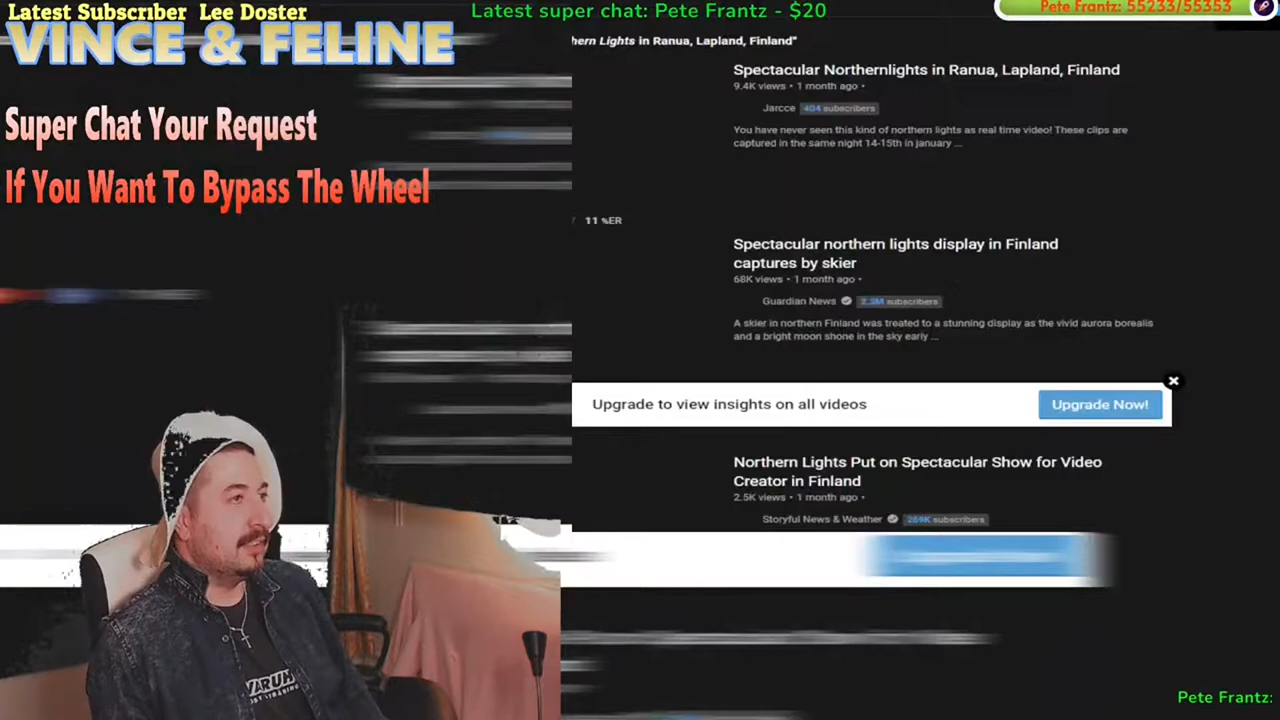 Latest Subscriber Lee Doster
Latest super chat: Pete Frantz - $20
Pete Frantz: 55233/55353
VINCE & FELINE
Super Chat Your Request
If You Want To Bypass The Wheel
hern Lights in Ranua, Lapland, Finland"
Spectacular Northernlights in Ranua, Lapland, Finland
9.4K views • 1 month ago •
Jarcce 404 subscribers
You have never seen this kind of northern lights as real time video! These clips are
captured in the same night 14-15th in january ...
Spectacular northern lights display in Finland
captures by skier
68K views • 1 month ago •
Guardian News 2.3M subscribers
A skier in northern Finland was treated to a stunning display as the vivid aurora borealis
and a bright moon shone in the sky early ...
Upgrade to view insights on all videos
Upgrade Now!
Northern Lights Put on Spectacular Show for Video
Creator in Finland
2.5K views • 1 month ago •
Storyful News & Weather 269K subscribers
Pete Frantz: